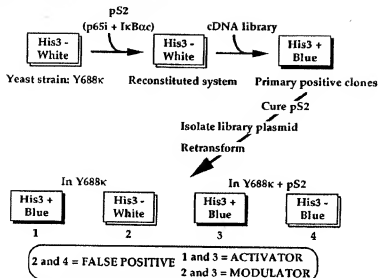 pS2
(p65i + IκBαc)
cDNA library
His3 - White
His3 - White
His3 + Blue
Yeast strain: Y688κ
Reconstituted system
Primary positive clones
Cure pS2
Isolate library plasmid
Retransform
In Y688κ
In Y688κ + pS2
His3 + Blue
His3 - White
His3 + Blue
His3 - Blue
1
2
3
4
2 and 4 = FALSE POSITIVE
1 and 3 = ACTIVATOR
2 and 3 = MODULATOR